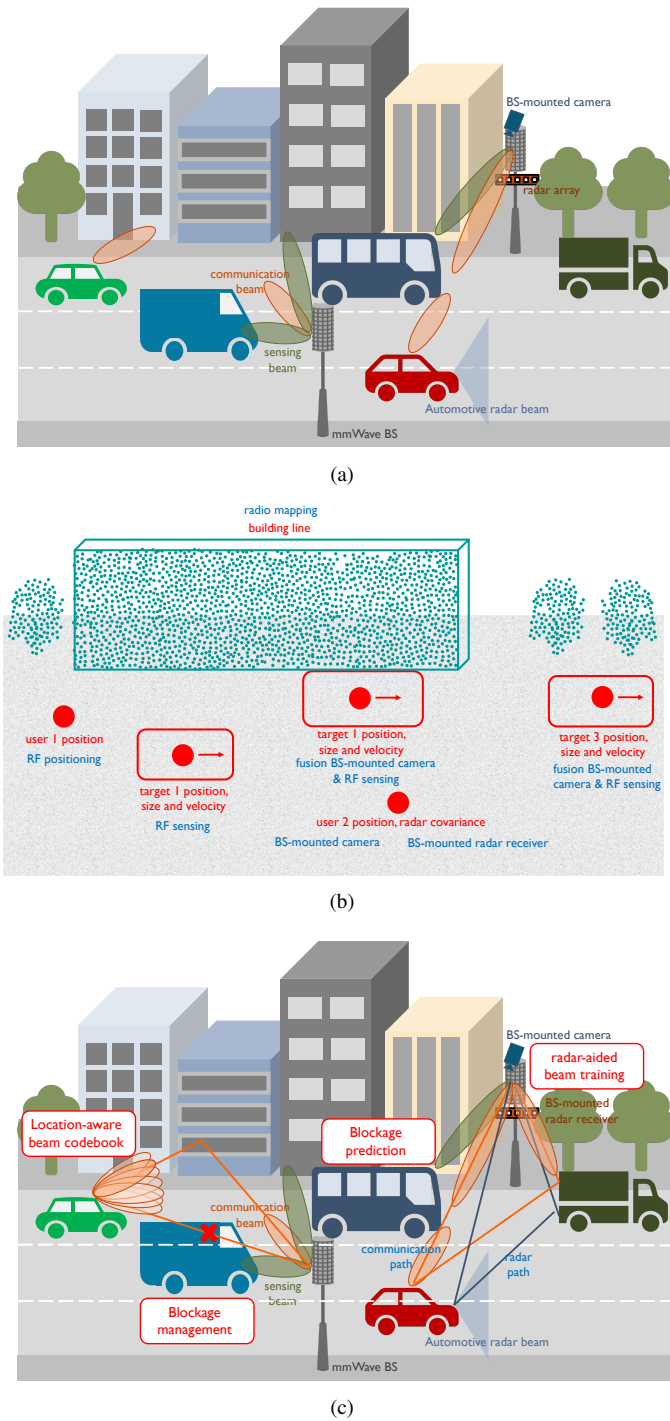 BS-mounted camera
radar array
communication
beam
sensing
beam
Automotive radar beam
mmWave BS
(a)
radio mapping
building line
user 1 position
RF positioning
target 1 position,
size and velocity
RF sensing
target 1 position,
size and velocity
fusion BS-mounted camera
& RF sensing
target 3 position,
size and velocity
fusion BS-mounted
camera & RF sensing
user 2 position, radar covariance
BS-mounted camera
BS-mounted radar receiver
(b)
BS-mounted camera
radar-aided
beam training
BS-mounted
radar receiver
Location-aware
beam codebook
Blockage
prediction
communication
beam
communication
path
radar
path
sensing
beam
Blockage
management
Automotive radar beam
mmWave BS
(c)